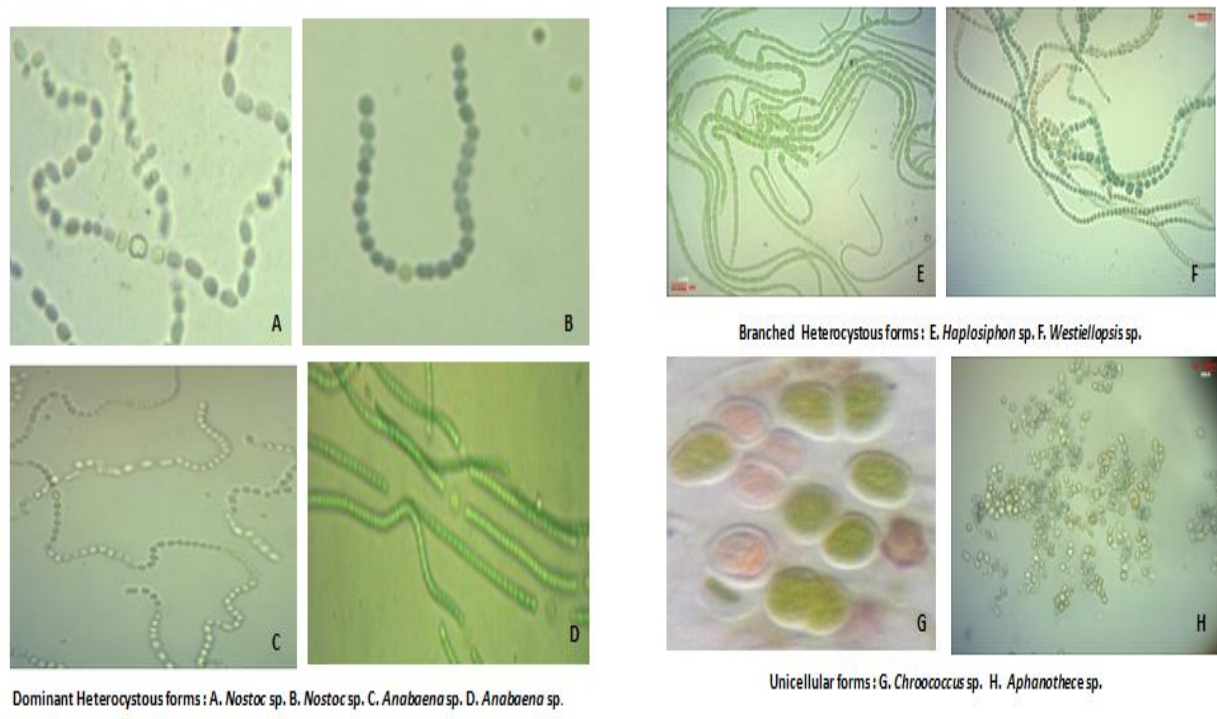 A
B
C
D
Dominant Heterocystous forms : A. Nostoc sp. B. Nostoc sp. C. Anabaena sp. D. Anabaena sp.
E
F
Branched Heterocystous forms : E. Haplosiphon sp. F. Westiellopsis sp.
G
H
Unicellular forms : G. Chroococcus sp. H. Aphanothece sp.